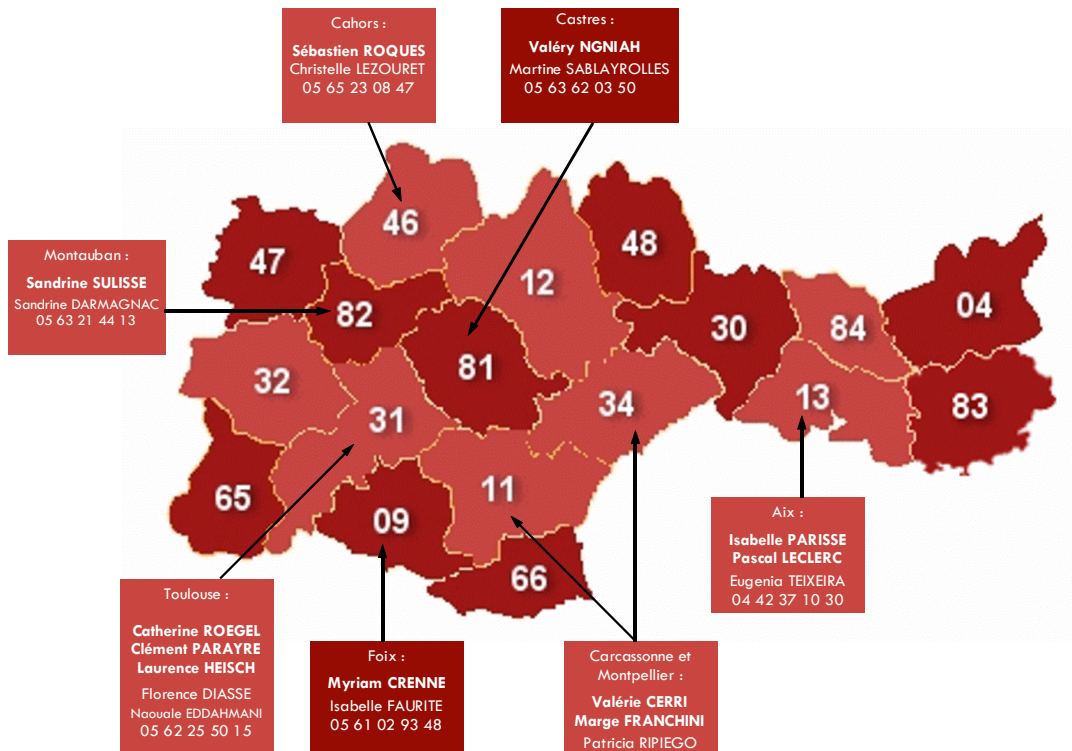 Cahors :
Sébastien ROQUES
Christelle LEZOURET
05 65 23 08 47
Castres :
Valéry NGNIAH
Martine SABLAYROLLES
05 63 62 03 50
Montauban :
Sandrine SULISSE
Sandrine DARMAGNAC
05 63 21 44 13
46
47
48
12
04
82
30
84
81
32
31
34
13
83
65
11
09
66
Aix :
Isabelle PARISSE
Pascal LECLERC
Eugenia TEIXEIRA
04 42 37 10 30
Toulouse :
Catherine ROEGEL
Clément PARAYRE
Laurence HEISCH
Florence DIASSE
Naouale EDDAHMANI
05 62 25 50 15
Foix :
Myriam CRENNE
Isabelle FAURITE
05 61 02 93 48
Carcassonne et
Montpellier :
Valérie CERRI
Marge FRANCHINI
Patricia RIPIEGO